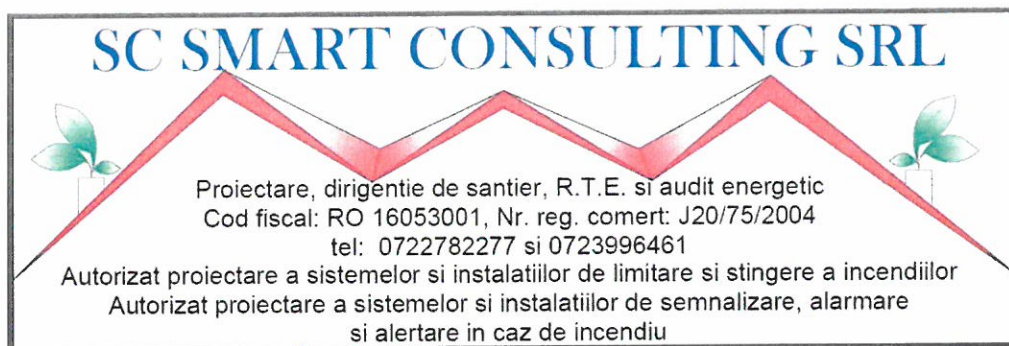 SC SMART CONSULTING SRL
Proiectare, dirigentie de santier, R.T.E. si audit energetic
Cod fiscal: RO 16053001, Nr. reg. comert: J20/75/2004
tel: 0722782277 si 0723996461
Autorizat proiectare a sistemelor si instalatiilor de limitare si stingere a incendiilor
Autorizat proiectare a sistemelor si instalatiilor de semnalizare, alarmare
si alertare in caz de incendiu